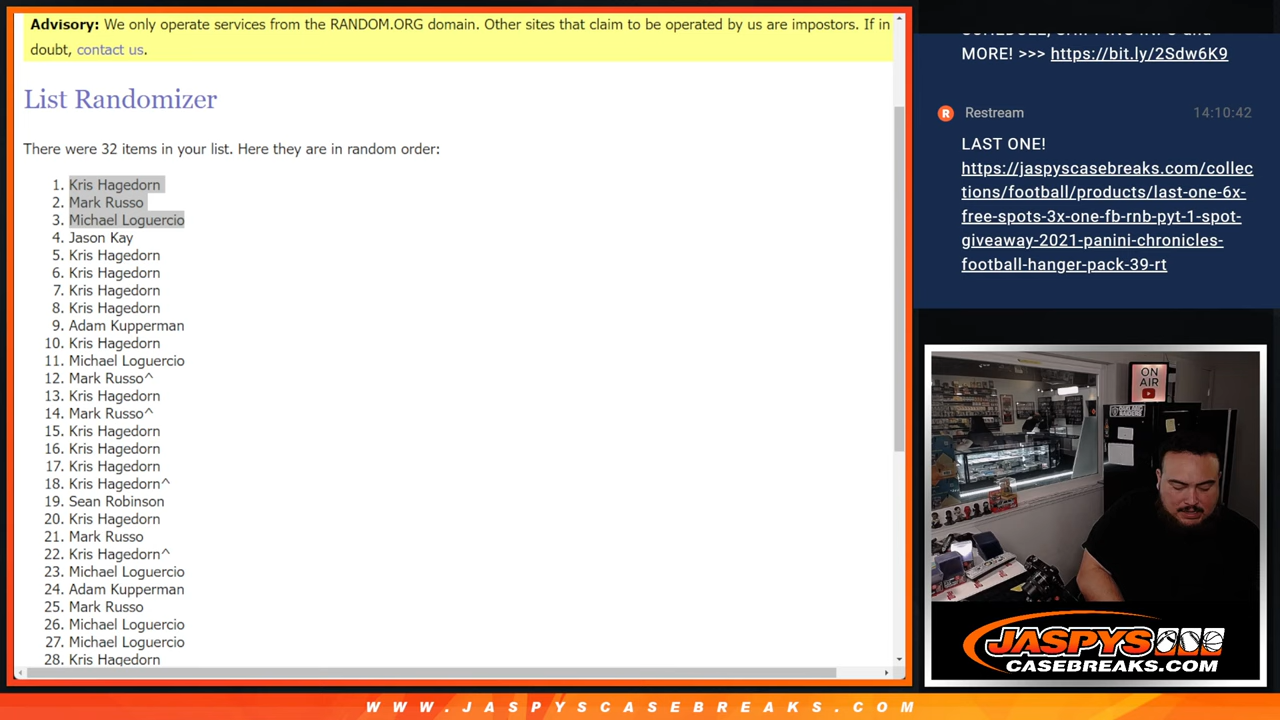 Advisory: We only operate services from the RANDOM.ORG domain. Other sites that claim to be operated by us are impostors. If in
doubt, contact us.
List Randomizer
There were 32 items in your list. Here they are in random order:
1. Kris Hagedorn
2. Mark Russo
3. Michael Loguercio
4. Jason Kay
5. Kris Hagedorn
6. Kris Hagedorn
7. Kris Hagedorn
8. Kris Hagedorn
9. Adam Kupperman
10. Kris Hagedorn
11. Michael Loguercio
12. Mark Russo^
13. Kris Hagedorn
14. Mark Russo^
15. Kris Hagedorn
16. Kris Hagedorn
17. Kris Hagedorn
18. Kris Hagedorn^
19. Sean Robinson
20. Kris Hagedorn
21. Mark Russo
22. Kris Hagedorn^
23. Michael Loguercio
24. Adam Kupperman
25. Mark Russo
26. Michael Loguercio
27. Michael Loguercio
28. Kris Hagedorn
MORE! >>> https://bit.ly/2Sdw6K9
R Restream 14:10:42
LAST ONE!
https://jaspyscasebreaks.com/collec
tions/football/products/last-one-6x-
free-spots-3x-one-fb-rnb-pyt-1-spot-
giveaway-2021-panini-chronicles-
football-hanger-pack-39-rt
ON
AIR
JASPYS
CASEBREAKS.COM
WWW.JASPYSCASEBREAKS.COM